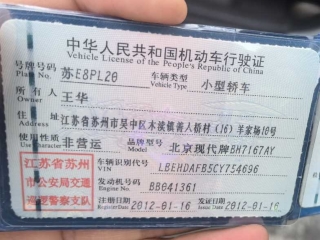 中华人民共和国机动车行驶证
Vehicle License of the People's Republic of China
号牌号码 苏E8PL20 车辆类型 小型轿车
Plate No. Vehicle Type
所有人 王华
Owner
住址 江苏省苏州市吴中区木渎镇善人桥村(16)羊家场10号
Address
使用性质 非营运 品牌型号 北京现代牌BH7167AY
Use Character Model
江苏省苏州
市公安局交通
巡逻警察支队
车辆识别代号 LBEHDAFB5CY754696
VIN
发动机号码 BB041361
Engine No.
注册日期 2012-01-16 发证日期 2012-01-16
Register Date Issue Date